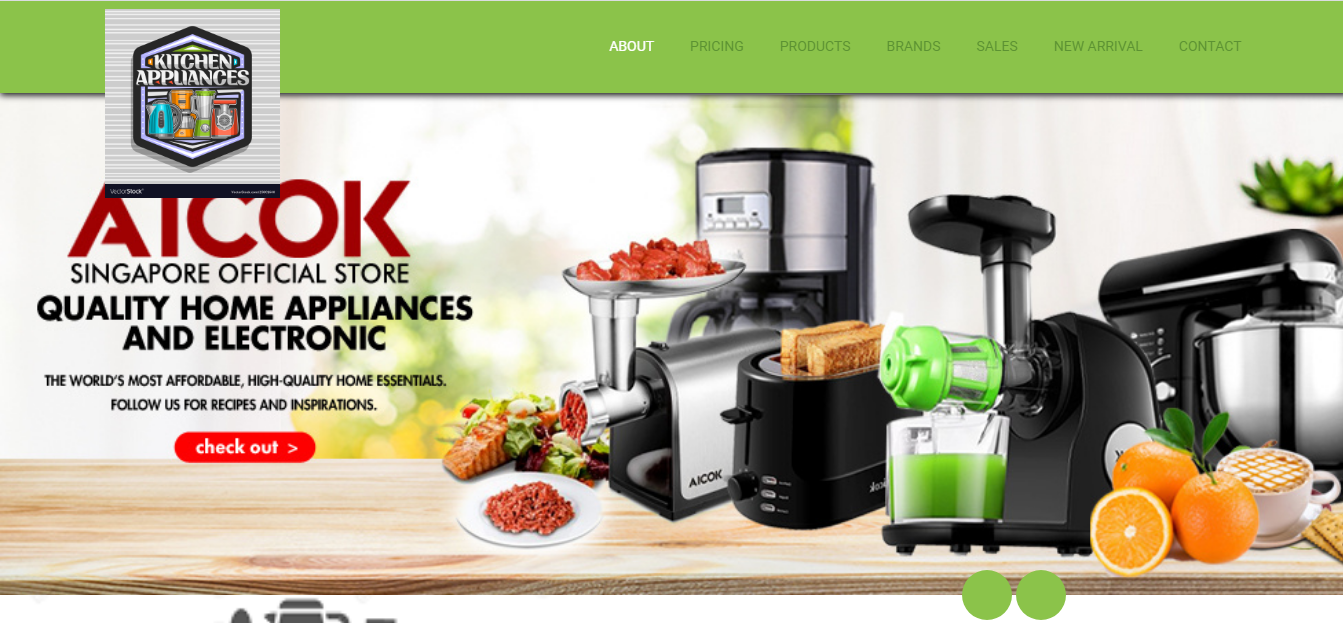 KITCHEN
APPLIANCES
VectorStock
ABOUT
PRICING
PRODUCTS
BRANDS
SALES
NEW ARRIVAL
CONTACT
AICOK
SINGAPORE OFFICIAL STORE
QUALITY HOME APPLIANCES
AND ELECTRONIC
THE WORLD'S MOST AFFORDABLE, HIGH-QUALITY HOME ESSENTIALS.
FOLLOW US FOR RECIPES AND INSPIRATIONS.
check out >
AICOK